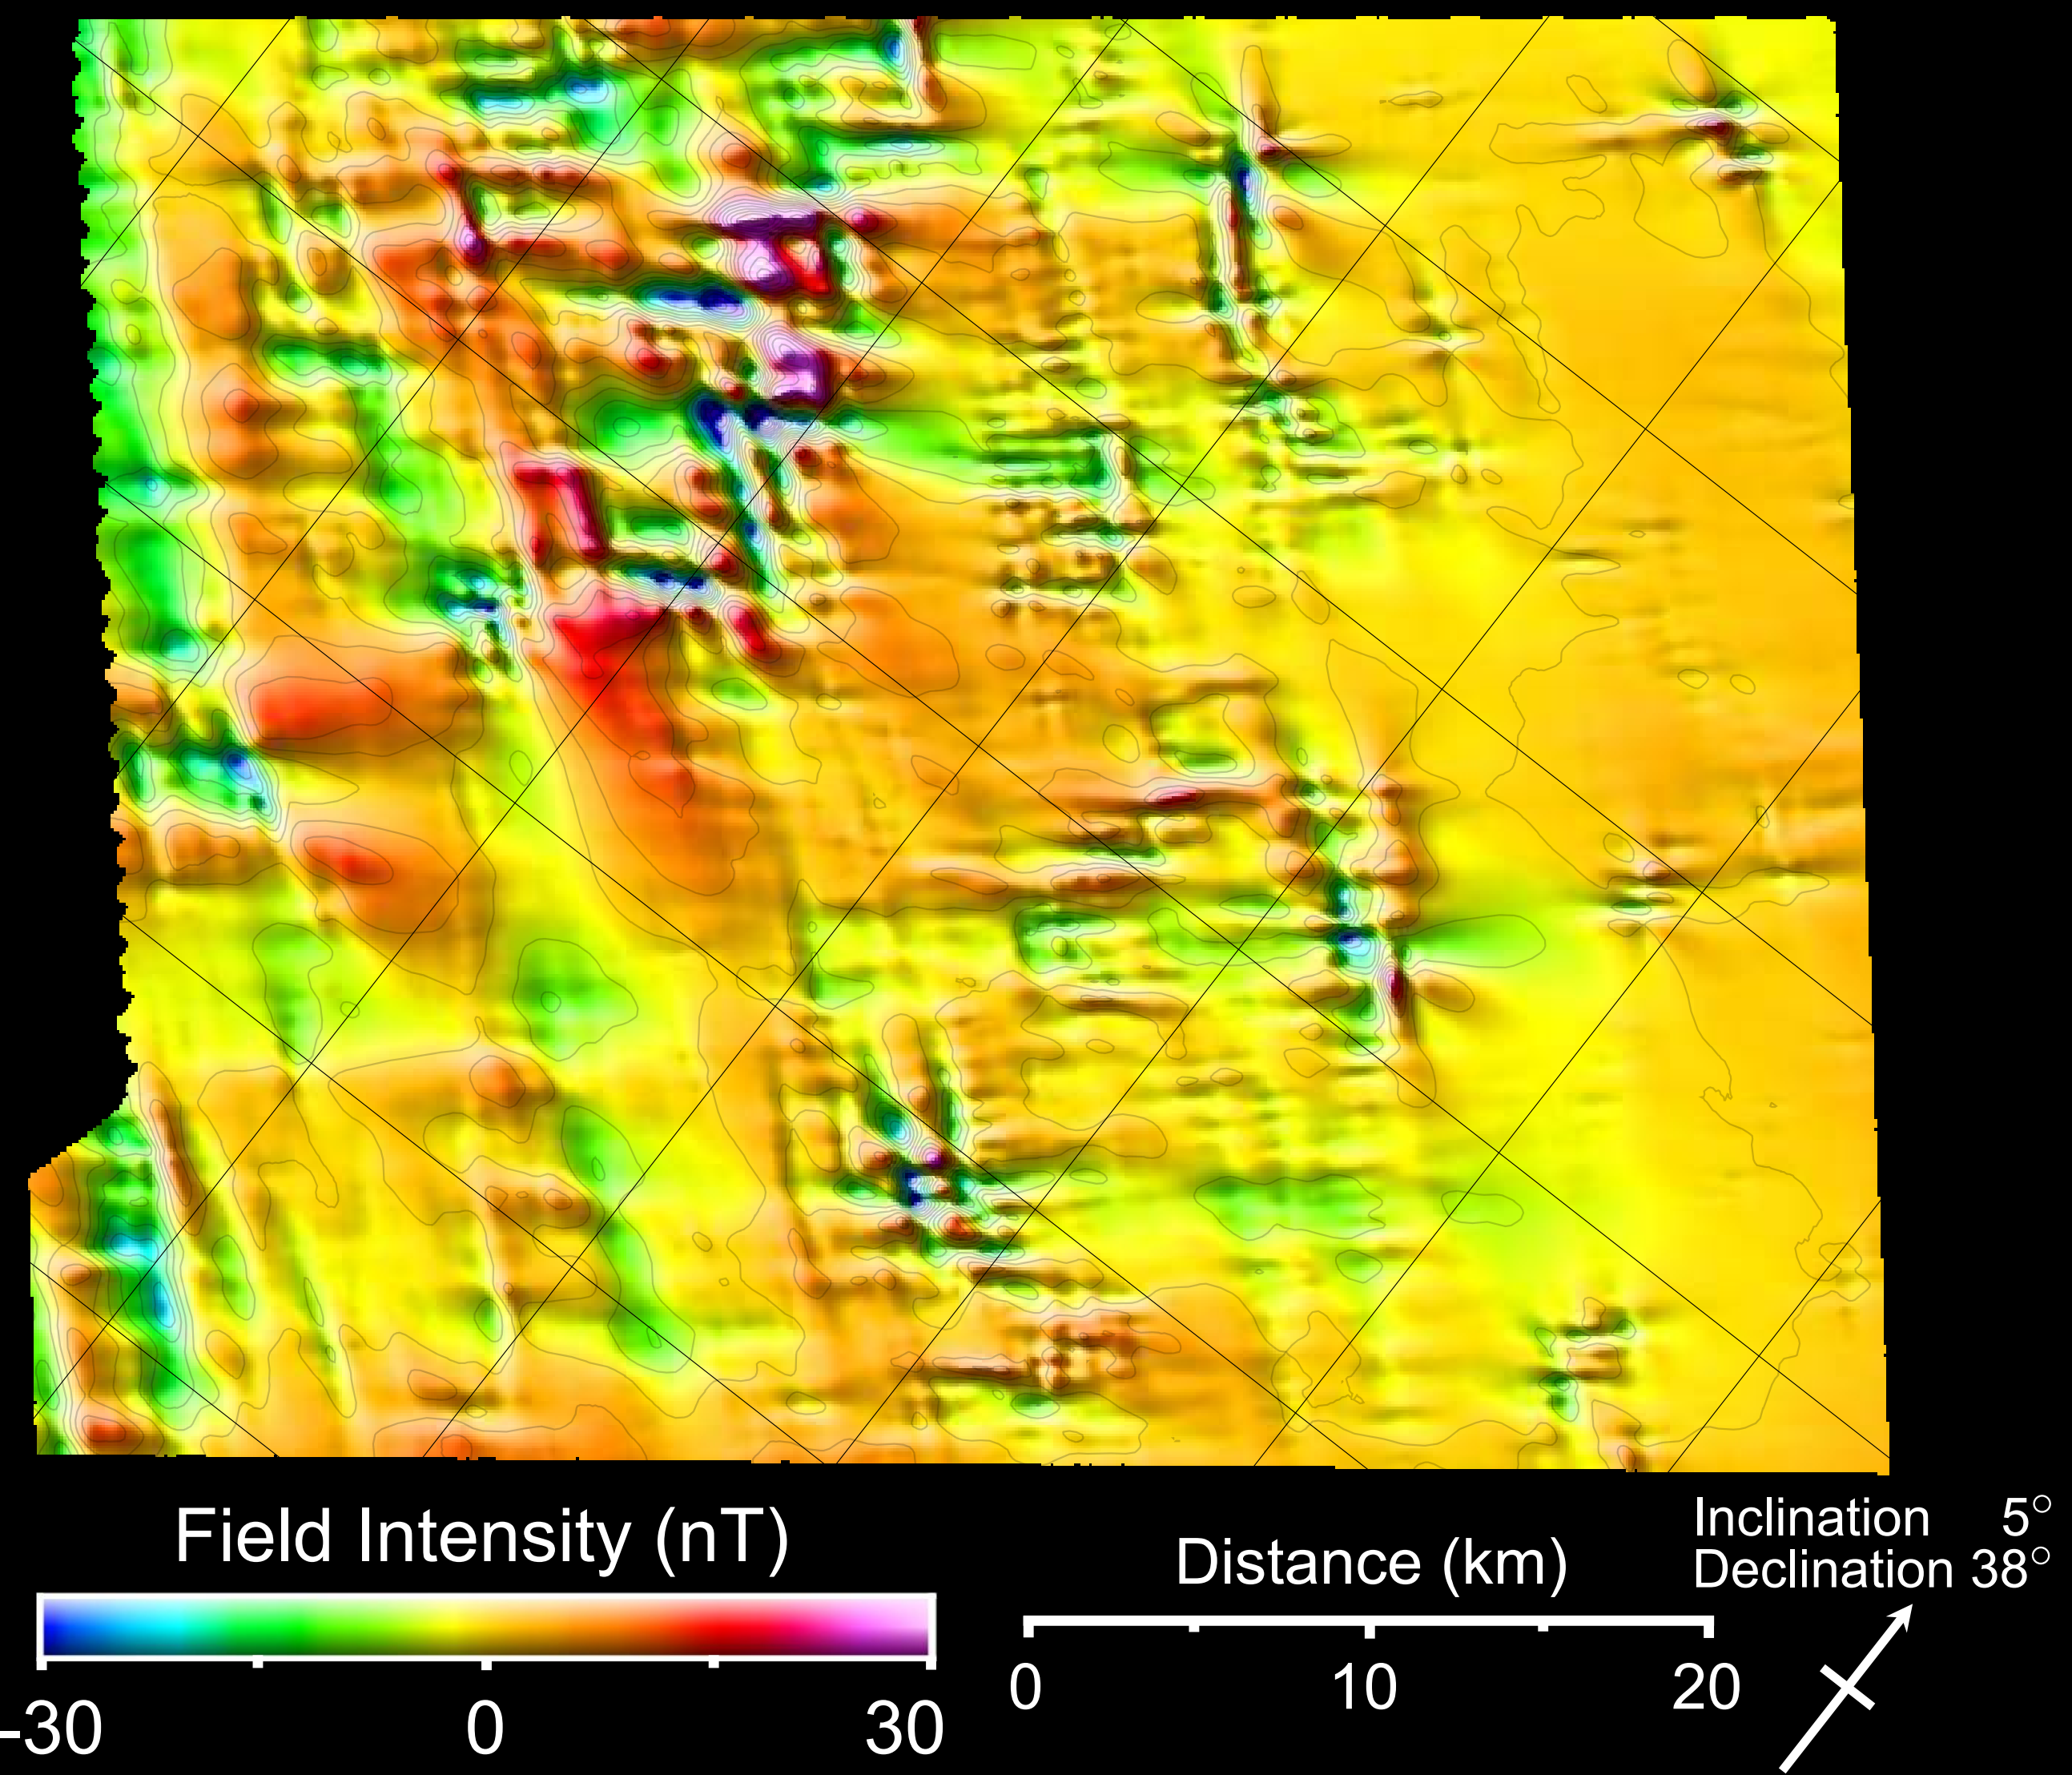 Field Intensity (nT)
-30 0 30
Distance (km)
0 10 20
Inclination 5°
Declination 38°